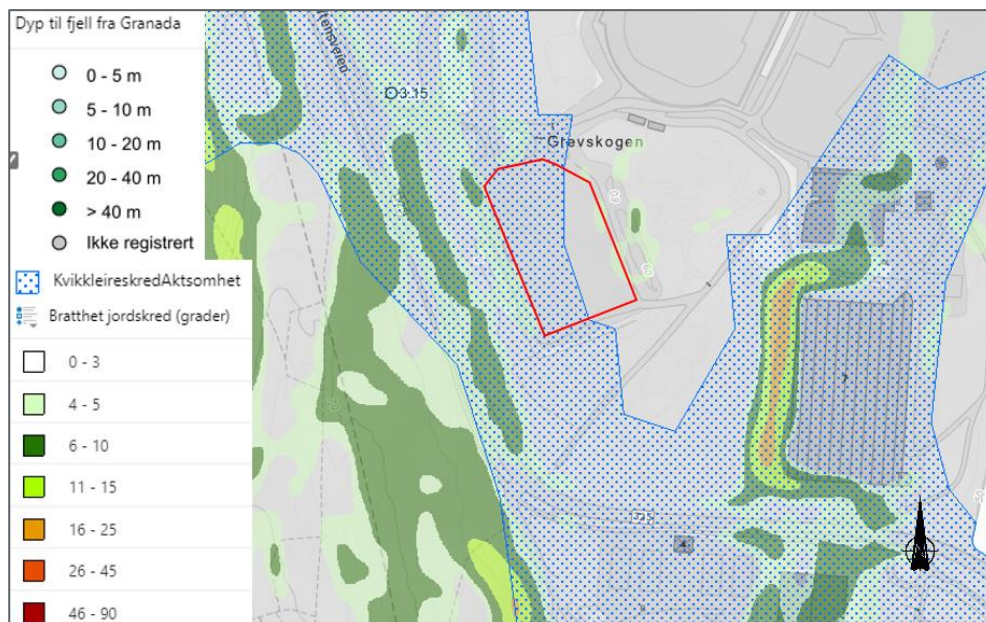 Dyp til fjell fra Granada
0 - 5 m
5 - 10 m
10 - 20 m
20 - 40 m
> 40 m
Ikke registrert
KvikkleireskredAktsomhet
Bratthet jordskred (grader)
0 - 3
4 - 5
6 - 10
11 - 15
16 - 25
26 - 45
46 - 90
3.15
Grevskogen
7
325
4